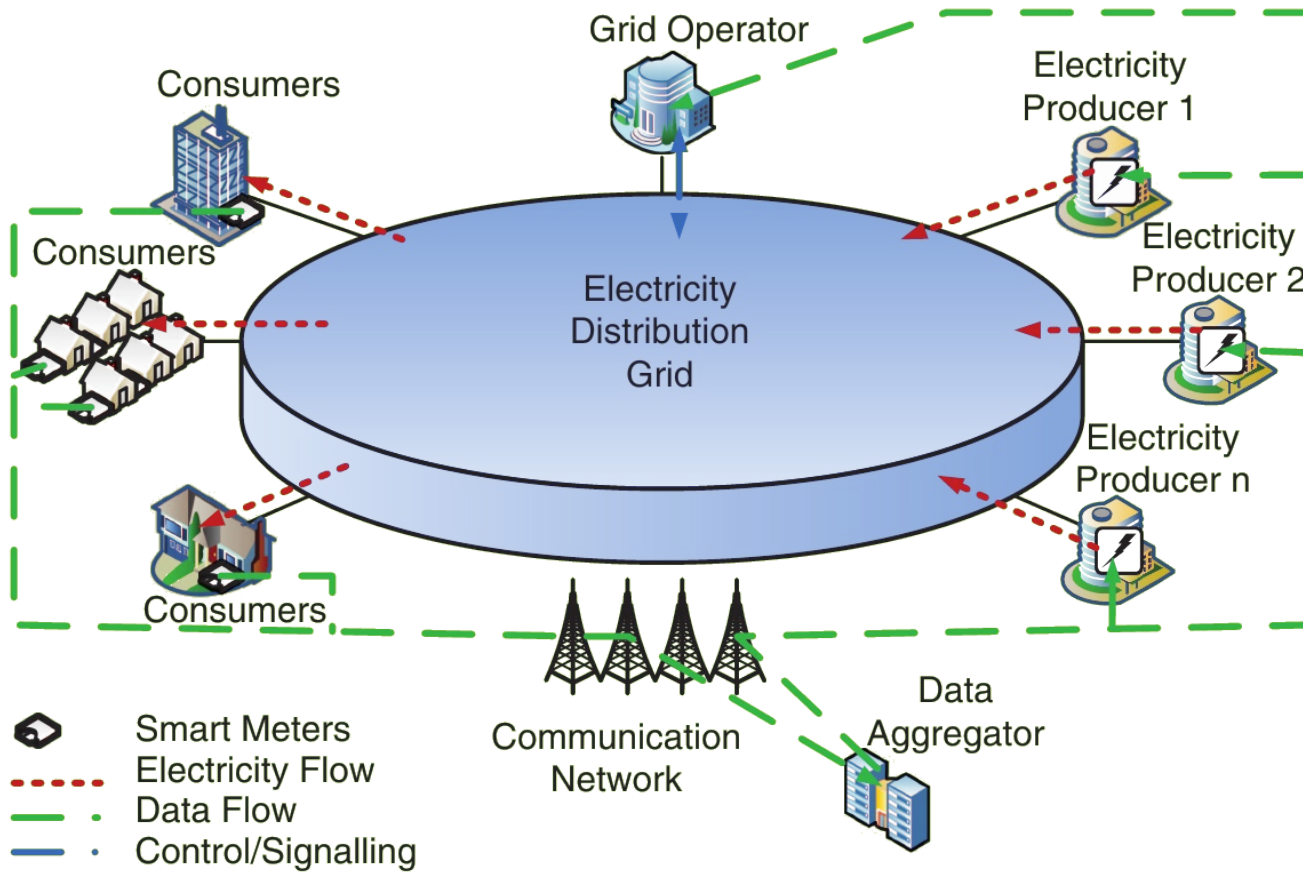 Grid Operator
Consumers
Electricity
Producer 1
Electricity
Producer 2
Consumers
Electricity
Distribution
Grid
Electricity
Producer n
Consumers
Data
Aggregator
Communication
Network
Smart Meters
Electricity Flow
Data Flow
Control/Signalling